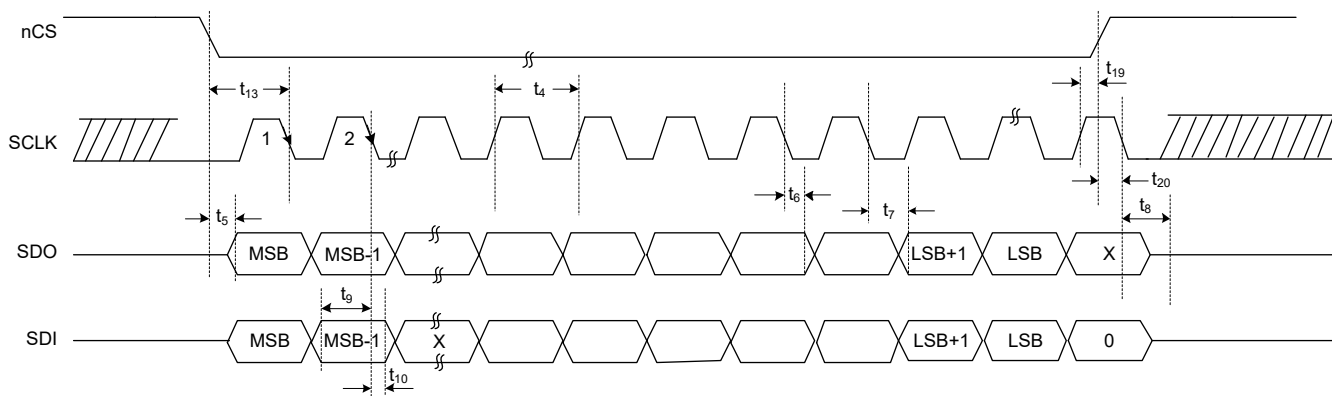 nCS
t13
t4
t19
SCLK
1
2
t20
t5
t6
t7
t8
SDO
MSB
MSB-1
LSB+1
LSB
X
t9
SDI
MSB
MSB-1
X
LSB+1
LSB
0
t10